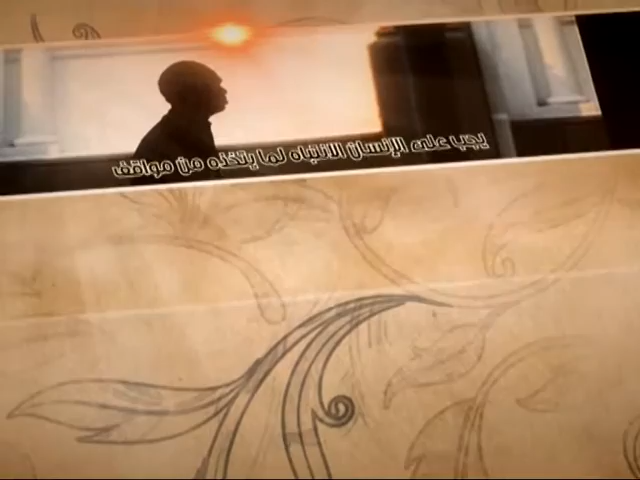 يجب على الإنسان الانتباه لما يتخذه من مواقف